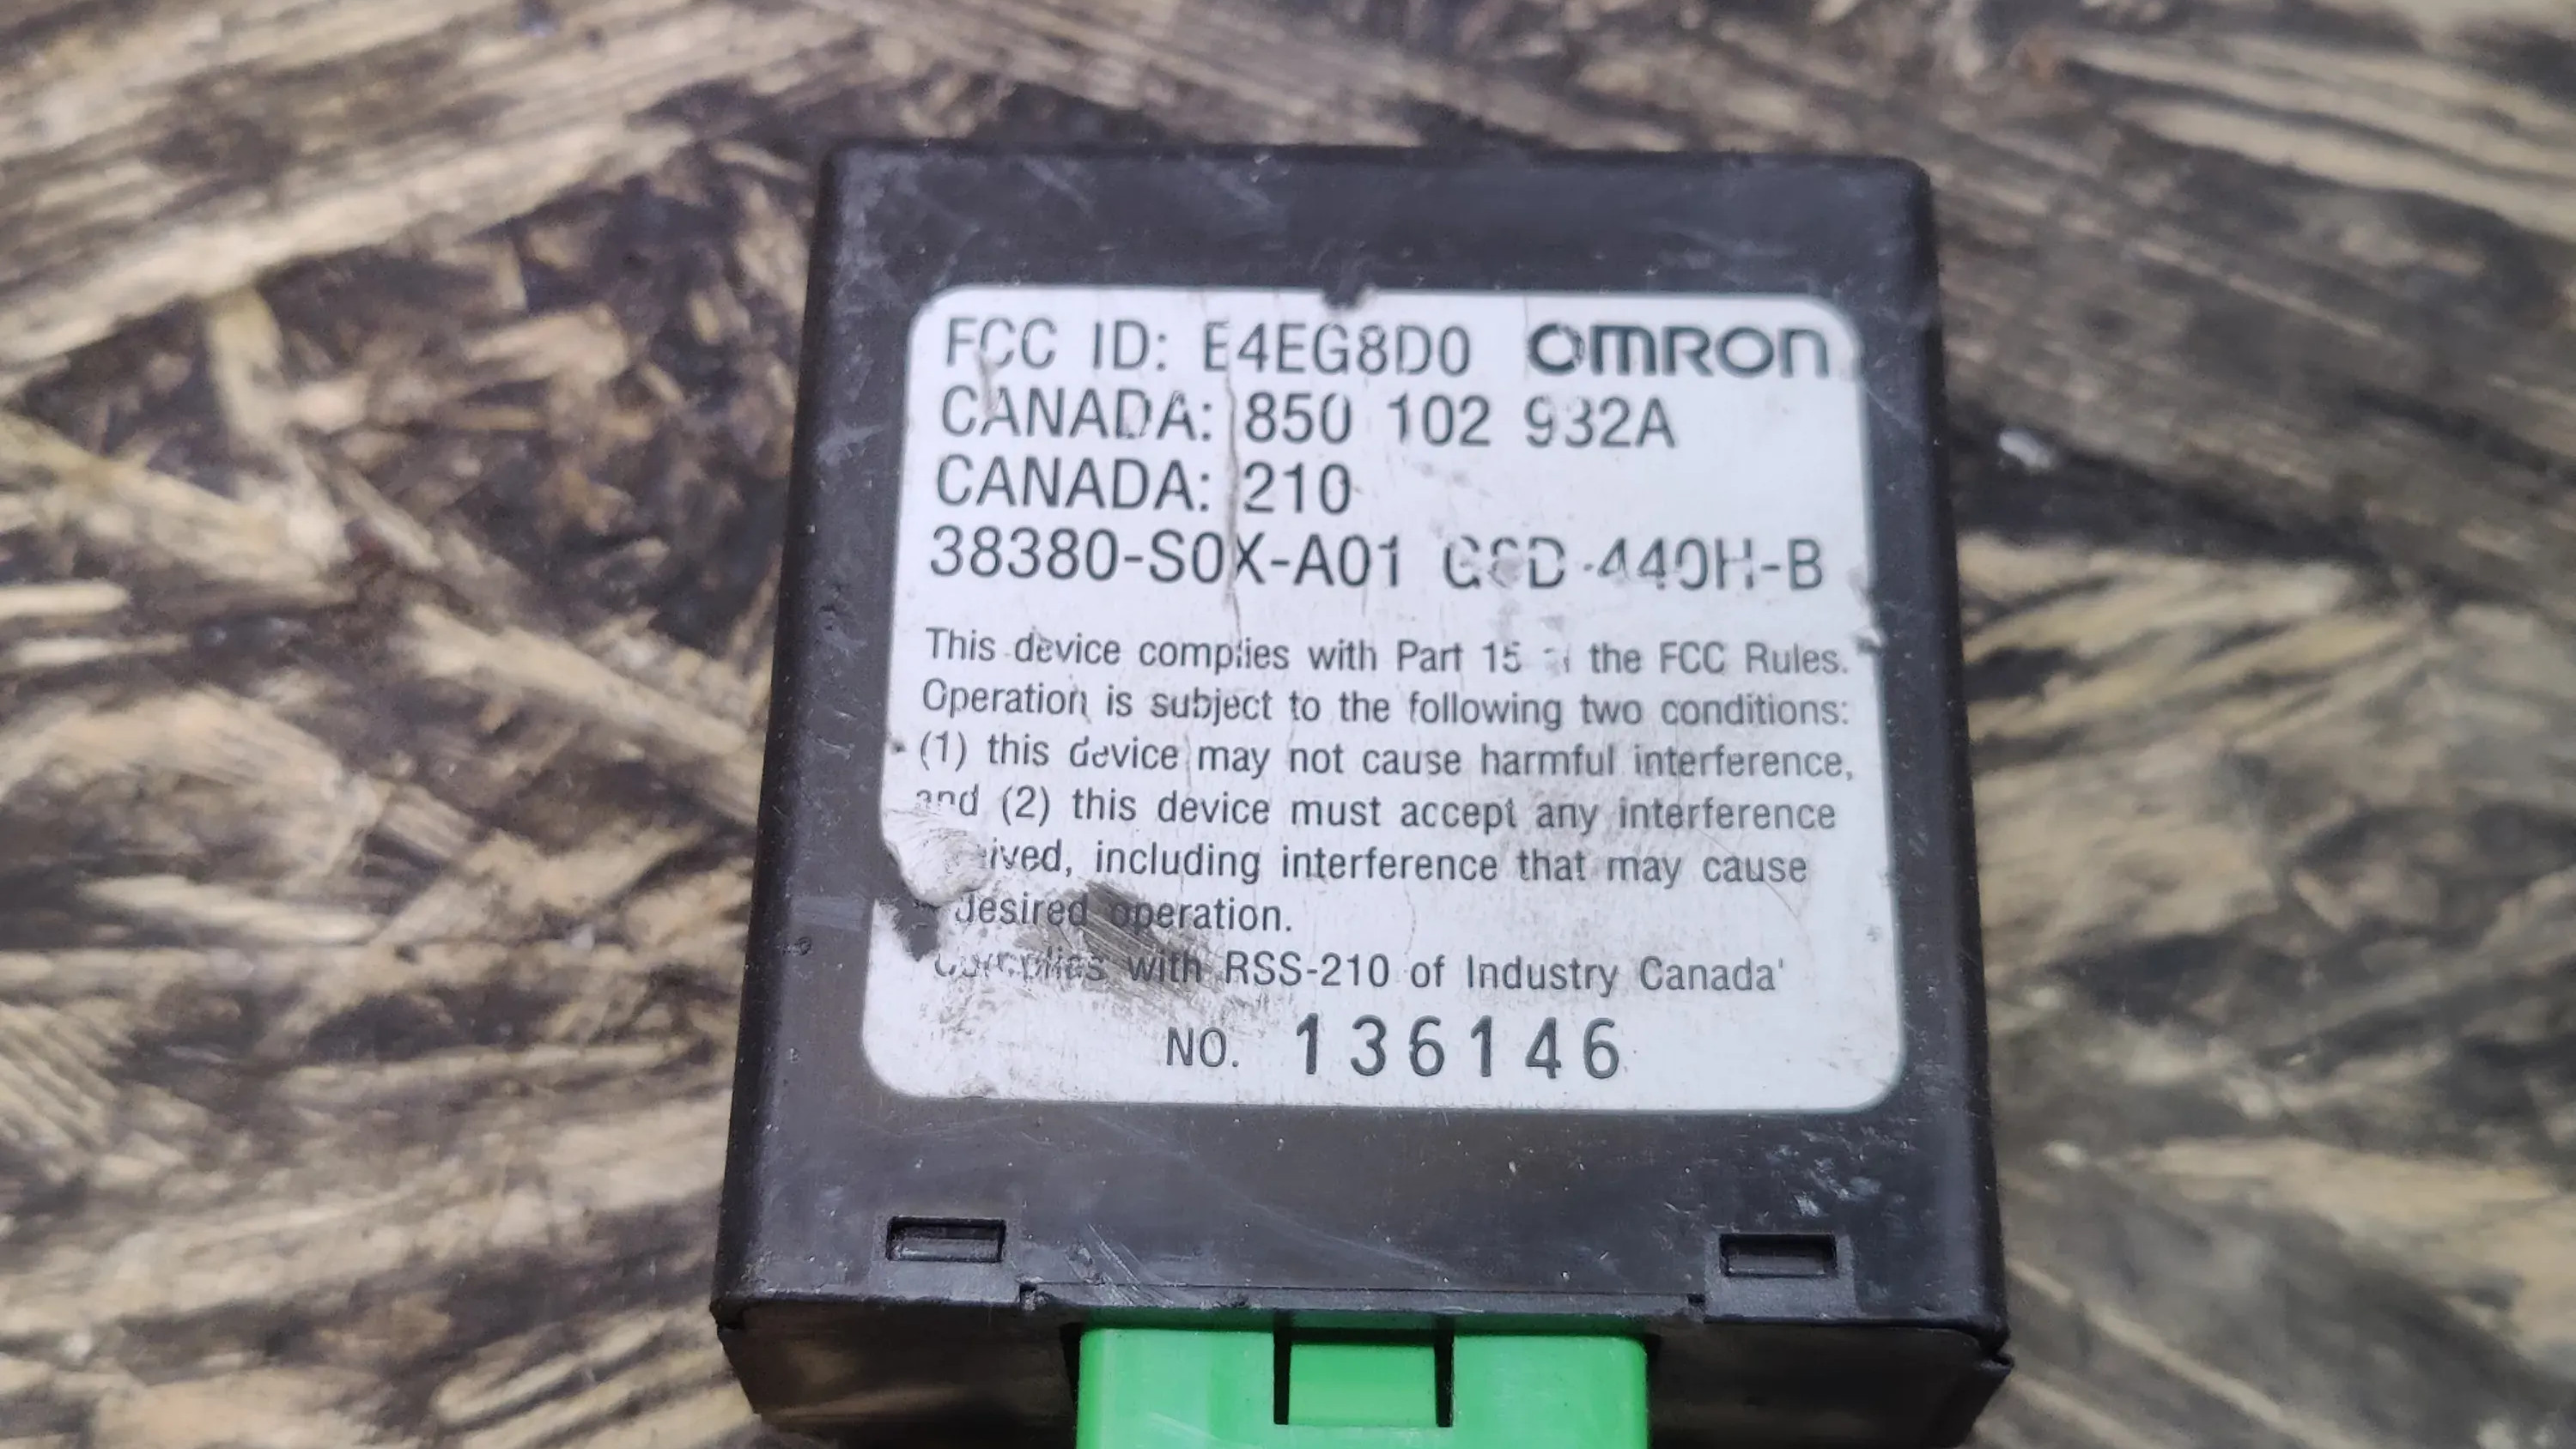 FCC ID: E4EG8D0 OMRON
CANADA: 850 102 932A
CANADA: 210
38380-S0X-A01
This device complies with Part 15 the FCC Rules.
Operation is subject to the following two conditions:
(1) this device may not cause harmful interference,
and (2) this device must accept any interference
including interference that may cause
operation.
Complies with RSS-210 of Industry Canada'
NO. 136146